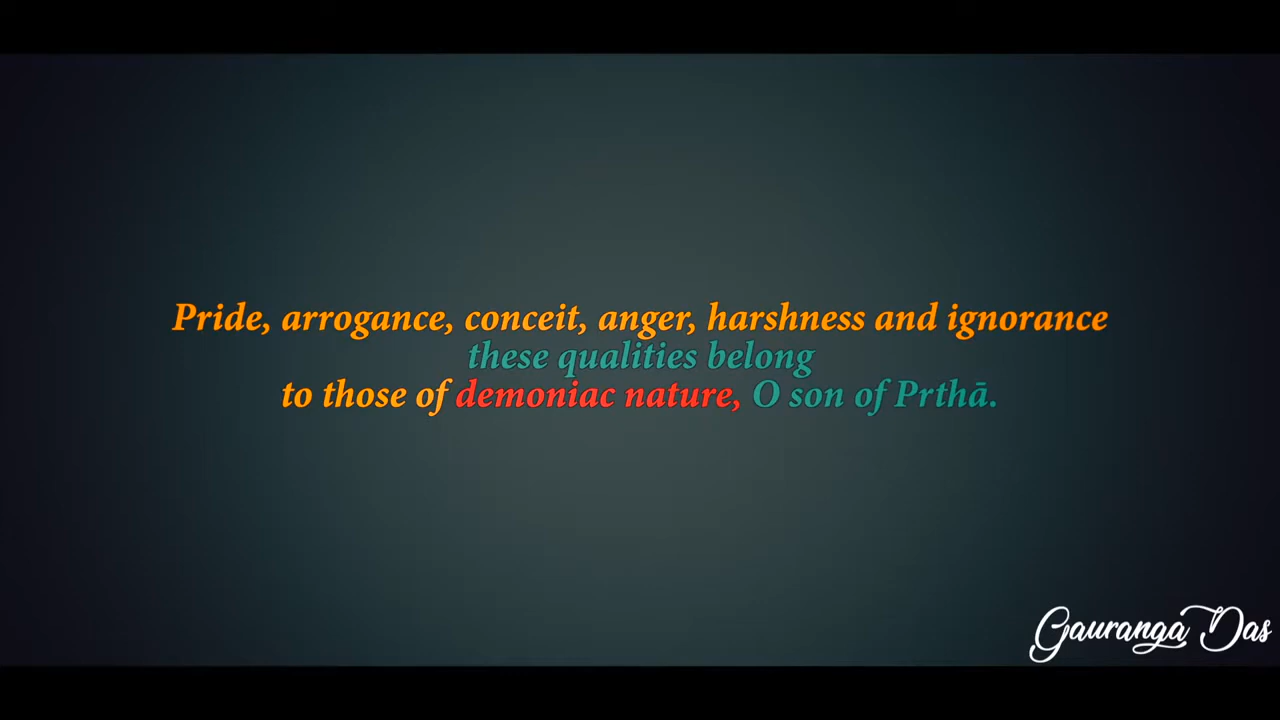 Pride, arrogance, conceit, anger, harshness and ignorance
these qualities belong
to those of demoniac nature, O son of Prthā.
Gauranga Das